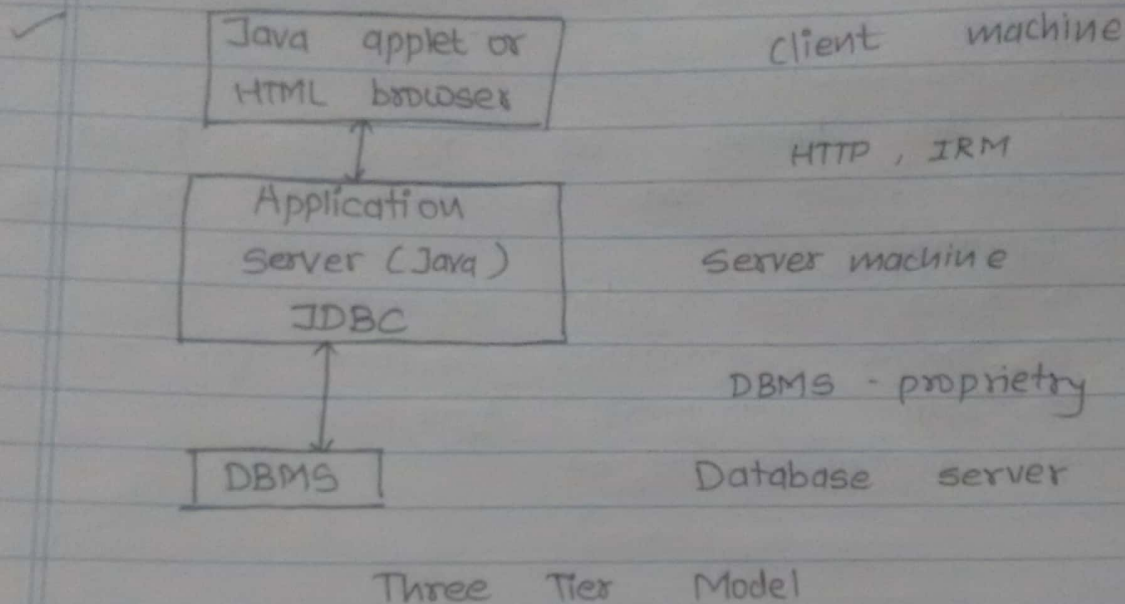 Java applet or
HTML browser
Client machine
HTTP , IRM
Application
Server (Java)
JDBC
Server machine
DBMS - proprietry
DBMS
Database server
Three Tier Model